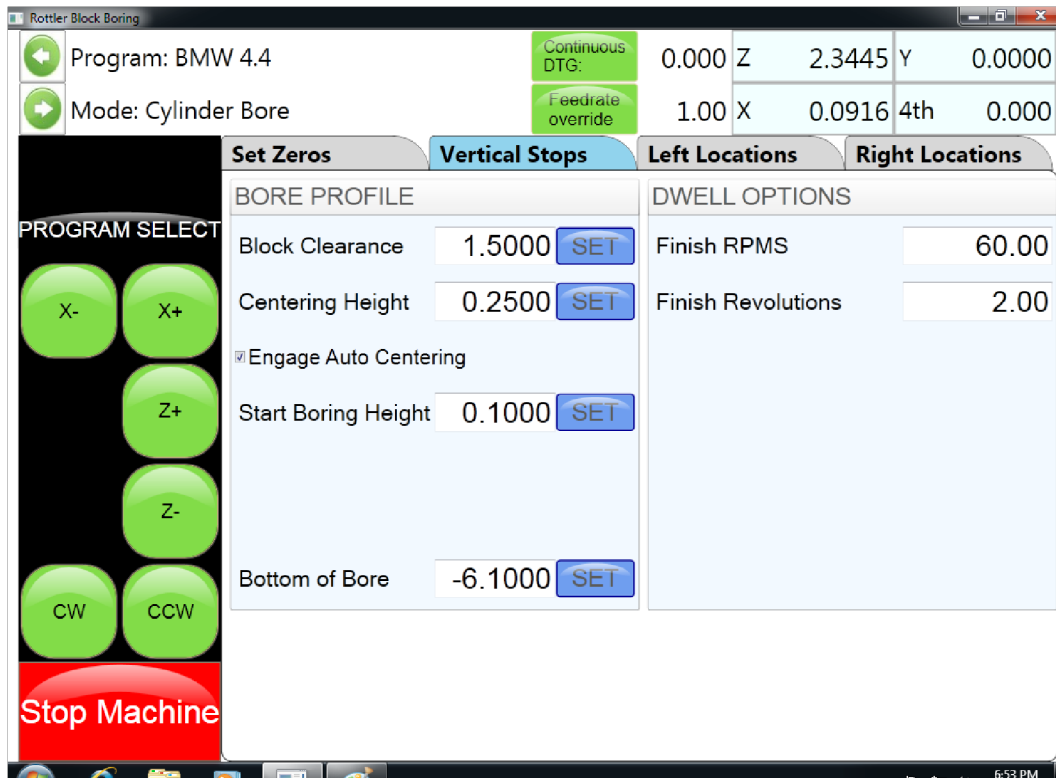 Rottler Block Boring
Program: BMW 4.4
Continuous
DTG:
0.000 Z 2.3445 Y 0.0000
Mode: Cylinder Bore
Feedrate
override
1.00 X 0.0916 4th 0.000
Set Zeros Vertical Stops Left Locations Right Locations
PROGRAM SELECT
X- X+
Z+
Z-
CW CCW
Stop Machine
BORE PROFILE
Block Clearance 1.5000 SET
Centering Height 0.2500 SET
Engage Auto Centering
Start Boring Height 0.1000 SET
Bottom of Bore -6.1000 SET
DWELL OPTIONS
Finish RPMS 60.00
Finish Revolutions 2.00
6:53 PM